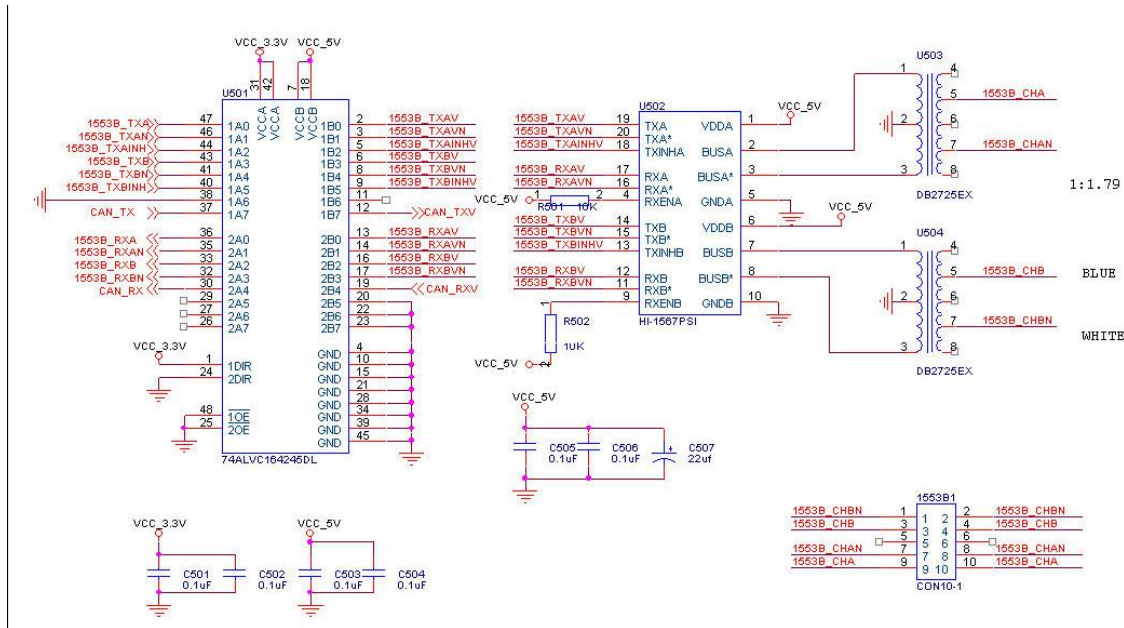 VCC_3.3V
VCC_5V
31
42
7
18
U501
VCCA
VCCA
VCCB
VCCB
1553B_TXA 47 1A0 1B0 2 1553B_TXAV
1553B_TXAN 46 1A1 1B1 3 1553B_TXAVN
1553B_TXAINH 44 1A2 1B2 5 1553B_TXAINHV
1553B_TXB 43 1A3 1B3 6 1553B_TXBV
1553B_TXBN 41 1A4 1B4 8 1553B_TXBVN
1553B_TXBINH 40 1A5 1B5 9 1553B_TXBINHV
38 1A6 1B6 11
CAN_TX 37 1A7 1B7 12 CAN_TXV
1553B_RXA 36 2A0 2B0 13 1553B_RXAV
1553B_RXAN 35 2A1 2B1 14 1553B_RXAVN
1553B_RXB 33 2A2 2B2 16 1553B_RXBV
1553B_RXBN 32 2A3 2B3 17 1553B_RXBVN
CAN_RX 30 2A4 2B4 19 CAN_RXV
29 2A5 2B5 20
27 2A6 2B6 22
26 2A7 2B7 23
VCC_3.3V
1 1DIR
24 2DIR
48 1OE
25 2OE
GND 4
GND 10
GND 15
GND 21
GND 28
GND 34
GND 39
GND 45
74ALVC164245DL
U502
1553B_TXAV 19 TXA VDDA 1 VCC_5V
1553B_TXAVN 20 TXA* BUSA 2
1553B_TXAINHV 18 TXINHA BUSA* 3
1553B_RXAV 17 RXA GNDA 5
1553B_RXAVN 16 RXA*
VCC_5V 1 R501 10K 2 4 RXENA
1553B_TXBV 14 TXB VDDB 6 VCC_5V
1553B_TXBVN 15 TXB* BUSB 7
1553B_TXBINHV 13 TXINHB BUSB* 8
1553B_RXBV 12 RXB GNDB 10
1553B_RXBVN 11 RXB*
9 RXENB
HI-1567PSI
1
R502
10K
2
VCC_5V
U503
1
2
3
4
5 1553B_CHA
6
7 1553B_CHAN
8
DB2725EX
1:1.79
U504
1
2
3
4
5 1553B_CHB
6
7 1553B_CHBN
8
DB2725EX
BLUE
WHITE
VCC_5V
C505
0.1uF
C506
0.1uF
C507
22uf
VCC_3.3V
C501
0.1uF
C502
0.1uF
VCC_5V
C503
0.1uF
C504
0.1uF
1553B1
1553B_CHBN 1 1 2 2 1553B_CHBN
1553B_CHB 3 3 4 4 1553B_CHB
5 5 6 6
1553B_CHAN 7 7 8 8 1553B_CHAN
1553B_CHA 9 9 10 10 1553B_CHA
CON10-1